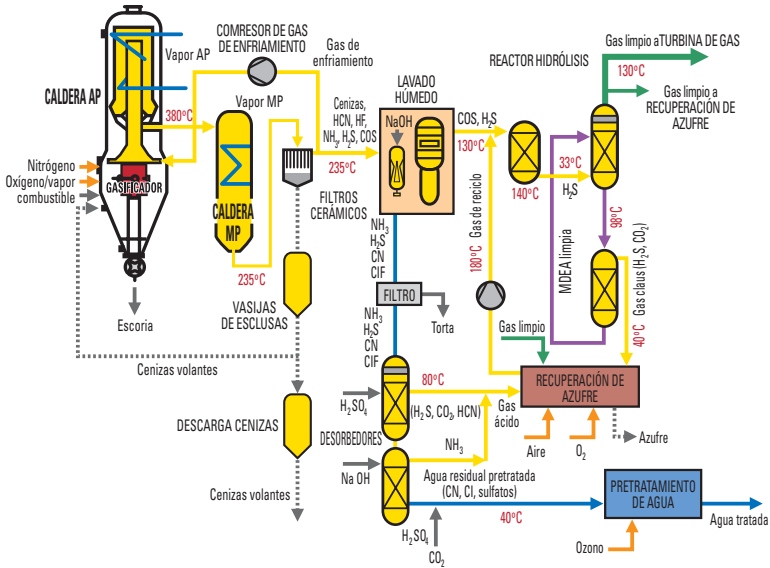 COMRESOR DE GAS
DE ENFRIAMIENTO
Vapor AP
CALDERA AP
Gas de
enfriamiento
380ºC
Vapor MP
Cenizas,
HCN, HF,
NH3, H2S, COS
235ºC
LAVADO
HÚMEDO
NaOH
COS, H2S
130ºC
REACTOR HIDRÓLISIS
Gas limpio aTURBINA DE GAS
130ºC
Gas limpio a
RECUPERACIÓN DE
AZUFRE
33ºC
H2S
140ºC
Nitrógeno
Oxígeno/vapor
combustible
GASIFICADOR
CALDERA
MP
FILTROS
CERÁMICOS
235ºC
NH3
H2S
CN
CIF
180ºC
Gas de reciclo
MDEA limpia
98ºC
Gas claus (H2S, CO2)
40ºC
VASIJAS
DE ESCLUSAS
FILTRO
Torta
Escoria
NH3
H2S
CN
CIF
Gas limpio
Cenizas volantes
80ºC
H2SO4
(H2S, CO2, HCN)
Gas
ácido
RECUPERACIÓN DE
AZUFRE
Aire
O2
Azufre
DESCARGA CENIZAS
DESORBEDORES
NH3
Na OH
Agua residual pretratada
(CN, Cl, sulfatos)
40ºC
PRETRATAMIENTO
DE AGUA
Agua tratada
Cenizas volantes
H2SO4
CO2
Ozono